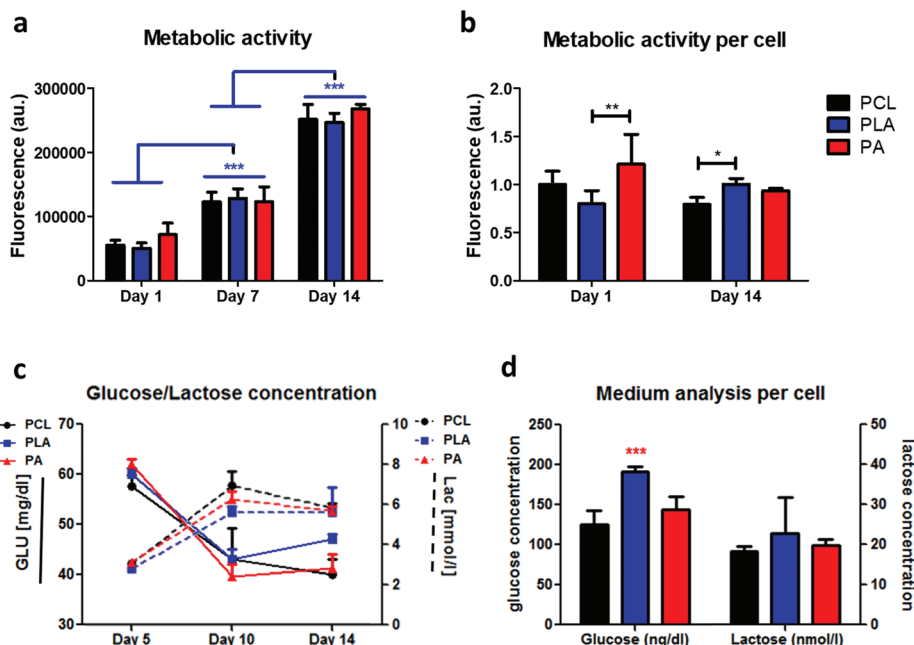 a
Metabolic activity
Fluorescence (au.)
300000
200000
100000
0
***
***
Day 1
Day 7
Day 14
b
Metabolic activity per cell
Fluorescence (au.)
2.0
1.5
1.0
0.5
0.0
**
*
Day 1
Day 14
PCL
PLA
PA
c
Glucose/Lactose concentration
PCL
PLA
PA
GLU [mg/dl]
70
60
50
40
30
10
8
6
4
2
0
PCL
PLA
PA
Lac [mmol/l]
Day 5
Day 10
Day 14
d
Medium analysis per cell
glucose concentration
250
200
150
100
50
0
***
50
40
30
20
10
0
lactose concentration
Glucose (ng/dl)
Lactose (nmol/l)